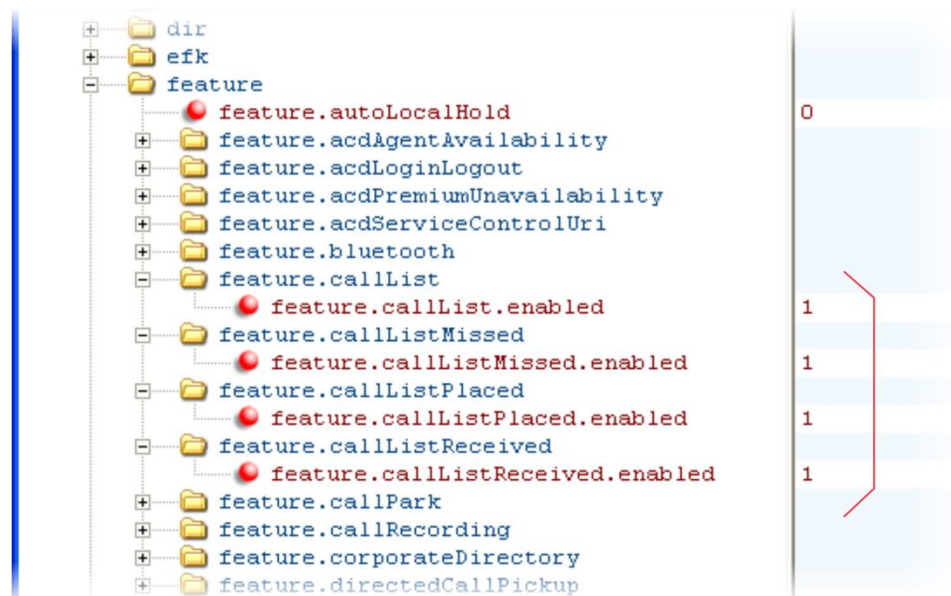 dir
efk
feature
feature.autoLocalHold 0
feature.acdAgentAvailability
feature.acdLoginLogout
feature.acdPremiumUnavailability
feature.acdServiceControlUri
feature.bluetooth
feature.callList
feature.callList.enabled 1
feature.callListMissed
feature.callListMissed.enabled 1
feature.callListPlaced
feature.callListPlaced.enabled 1
feature.callListReceived
feature.callListReceived.enabled 1
feature.callPark
feature.callRecording
feature.corporateDirectory
feature.directedCallPickup